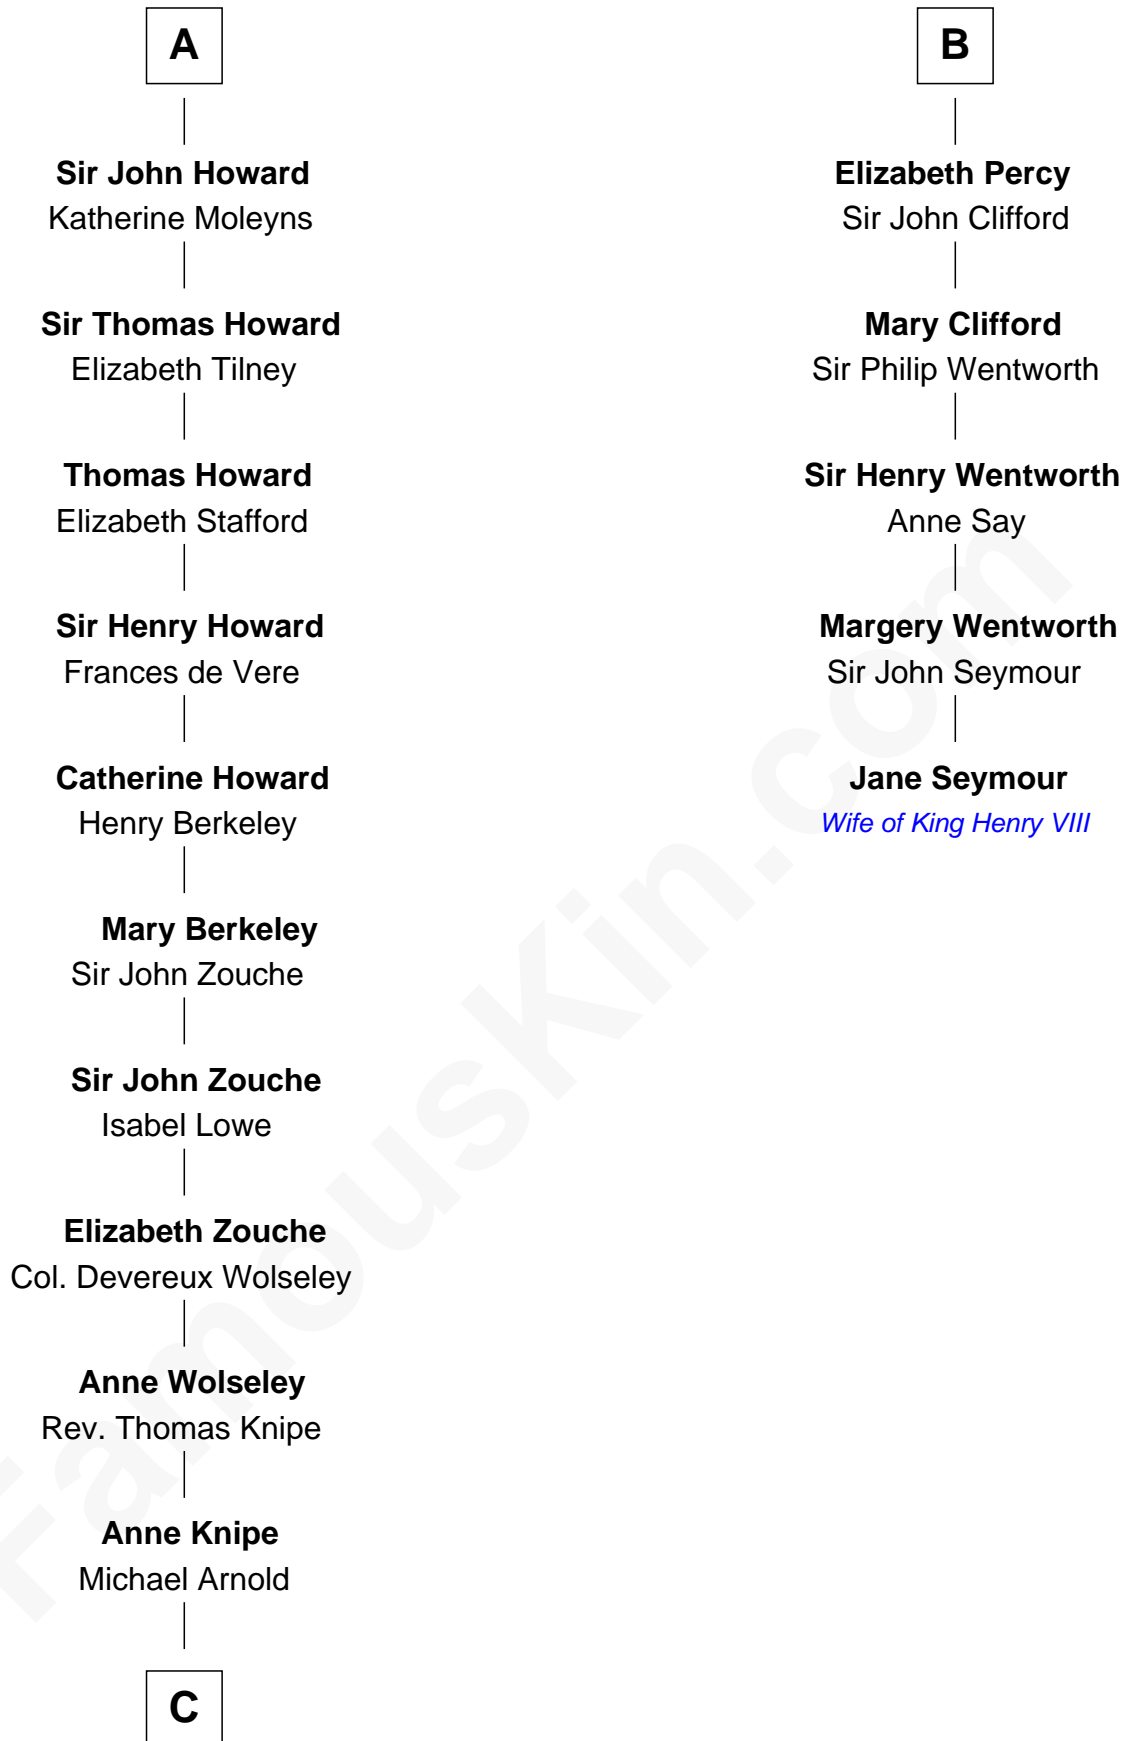 A
Sir John Howard
Katherine Moleyns
Sir Thomas Howard
Elizabeth Tilney
Thomas Howard
Elizabeth Stafford
Sir Henry Howard
Frances de Vere
Catherine Howard
Henry Berkeley
Mary Berkeley
Sir John Zouche
Sir John Zouche
Isabel Lowe
Elizabeth Zouche
Col. Devereux Wolseley
Anne Wolseley
Rev. Thomas Knipe
Anne Knipe
Michael Arnold
C
B
Elizabeth Percy
Sir John Clifford
Mary Clifford
Sir Philip Wentworth
Sir Henry Wentworth
Anne Say
Margery Wentworth
Sir John Seymour
Jane Seymour
Wife of King Henry VIII
FamousKin.com